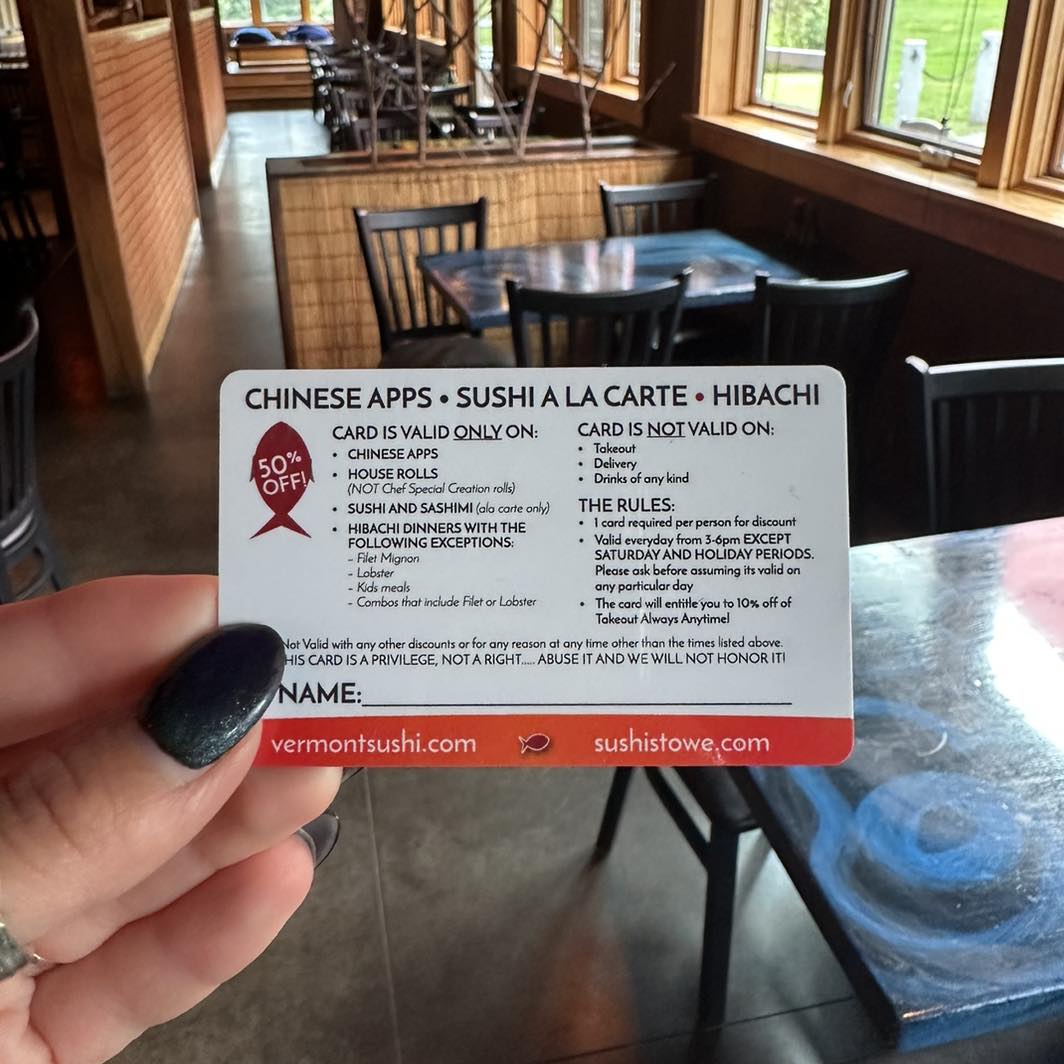 CHINESE APPS • SUSHI A LA CARTE • HIBACHI
50%
OFF!
CARD IS VALID ONLY ON:
• CHINESE APPS
• HOUSE ROLLS
(NOT Chef Special Creation rolls)
• SUSHI AND SASHIMI (ala carte only)
• HIBACHI DINNERS WITH THE
FOLLOWING EXCEPTIONS:
- Filet Mignon
- Lobster
- Kids meals
- Combos that include Filet or Lobster
CARD IS NOT VALID ON:
• Takeout
• Delivery
• Drinks of any kind
THE RULES:
• 1 card required per person for discount
• Valid everyday from 3-6pm EXCEPT
SATURDAY AND HOLIDAY PERIODS.
Please ask before assuming its valid on
any particular day
• The card will entitle you to 10% off of
Takeout Always Anytime!
Not Valid with any other discounts or for any reason at any time other than the times listed above.
HIS CARD IS A PRIVILEGE, NOT A RIGHT..... ABUSE IT AND WE WILL NOT HONOR IT!
NAME:
vermontsushi.com
sushistowe.com